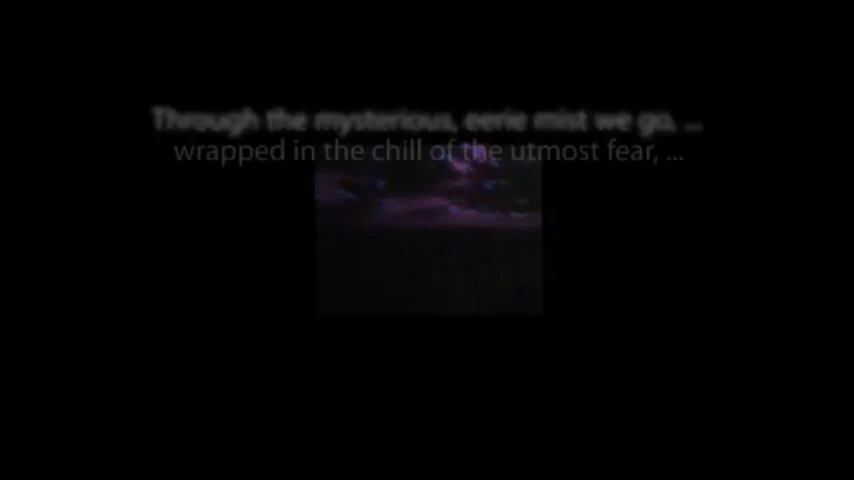 Through the mysterious, eerie mist we go, ...
wrapped in the chill of the utmost fear, ...